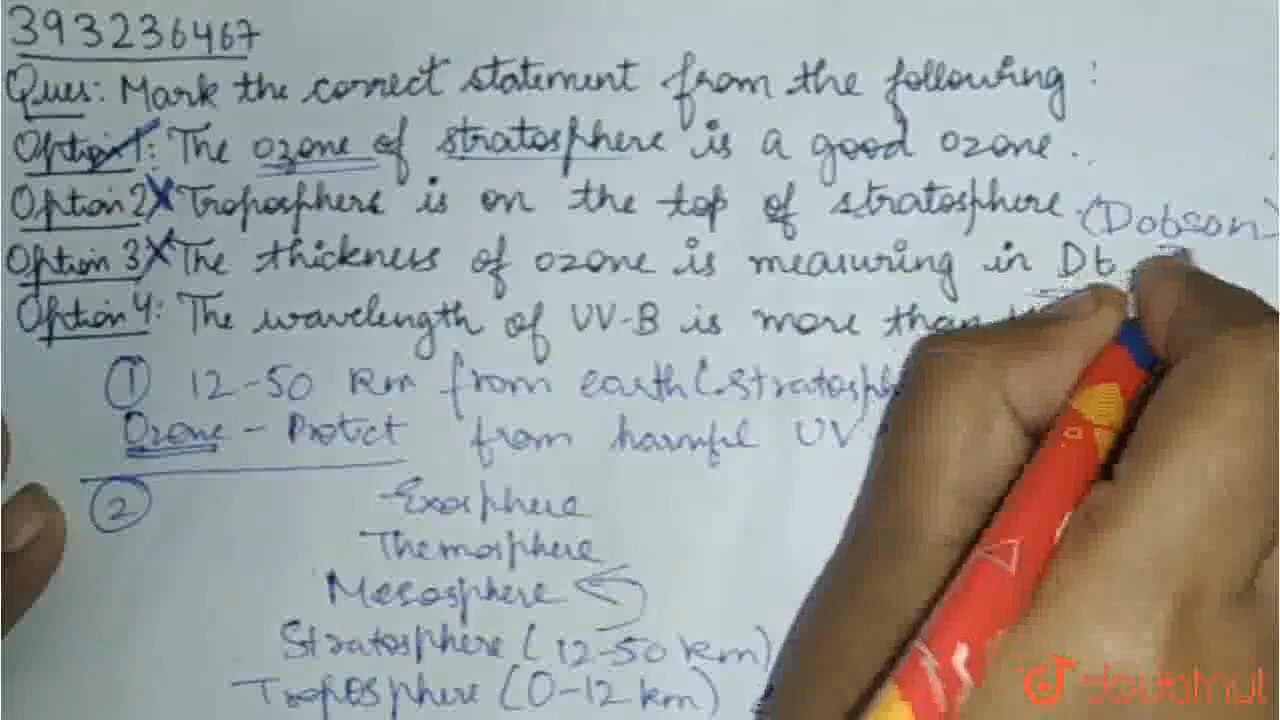 393236467
Ques: Mark the correct statement from the following :
Option 1: The ozone of stratosphere is a good ozone.
Option 2 X Troposphere is on the top of stratosphere.
(Dobson)
Option 3 X The thickness of ozone is measuring in Dt
Option 4: The wavelength of UV-B is more than
① 12-50 km from earth (stratosph
Ozone - Protect from harmful UV
②
Exosphere
Themosphere
Mesosphere
Stratosphere (12-50 km)
Troposphere (0-12 km)
doubtnut